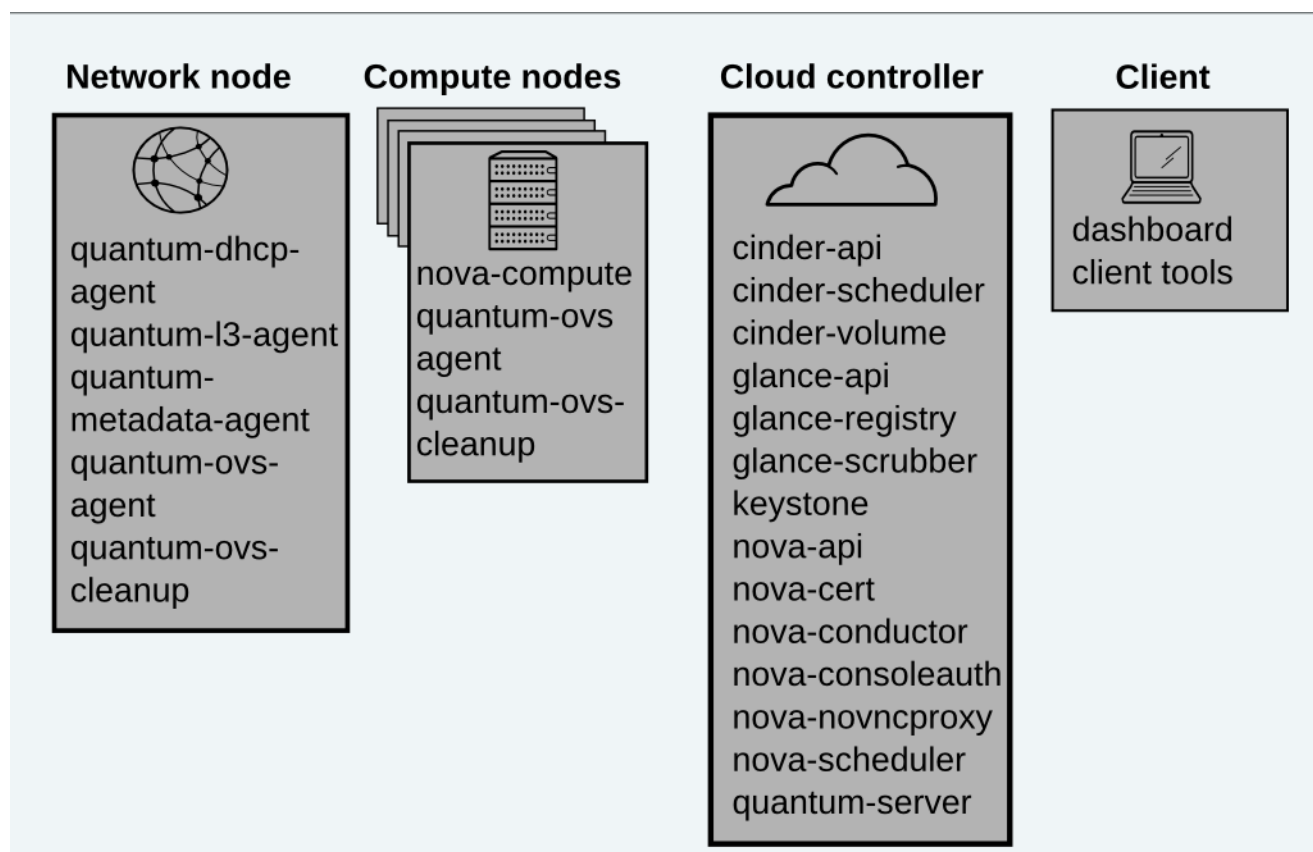 Network node
quantum-dhcp-
agent
quantum-l3-agent
quantum-
metadata-agent
quantum-ovs-
agent
quantum-ovs-
cleanup
Compute nodes
nova-compute
quantum-ovs
agent
quantum-ovs-
cleanup
Cloud controller
cinder-api
cinder-scheduler
cinder-volume
glance-api
glance-registry
glance-scrubber
keystone
nova-api
nova-cert
nova-conductor
nova-consoleauth
nova-novncproxy
nova-scheduler
quantum-server
Client
dashboard
client tools